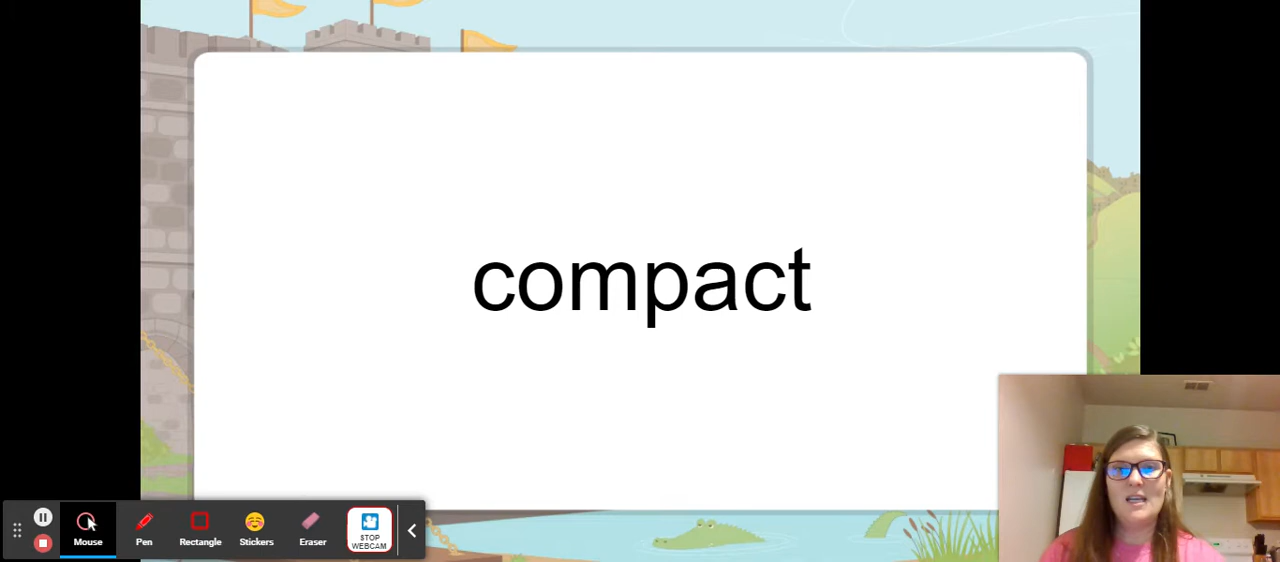 compact
Mouse
Pen
Rectangle
Stickers
Eraser
STOP
WEBCAM